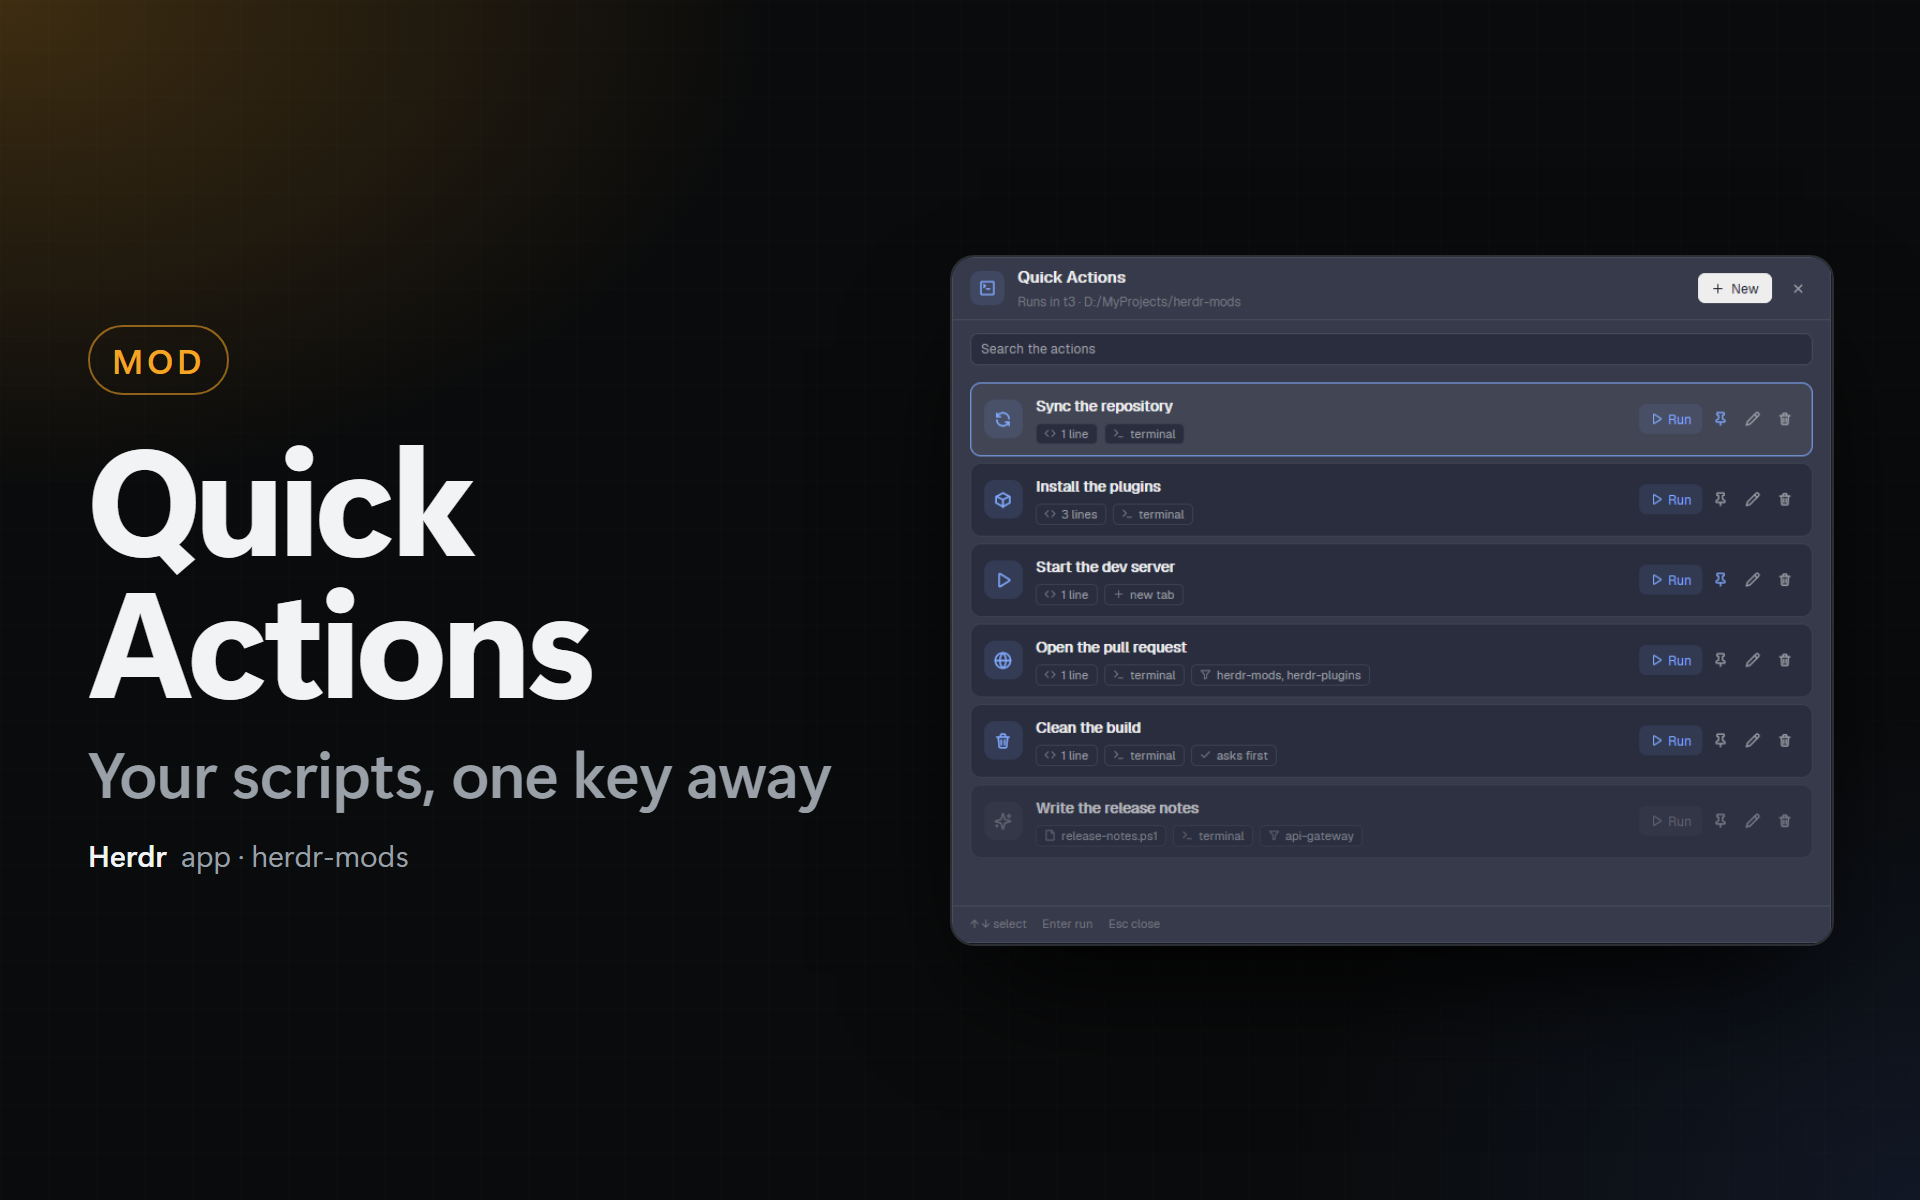 MOD
Quick
Actions
Your scripts, one key away
Herdr app · herdr-mods
Quick Actions
Runs in t3 · D:/MyProjects/herdr-mods
New
Search the actions
Sync the repository
1 line terminal
Run
Install the plugins
3 lines terminal
Run
Start the dev server
1 line new tab
Run
Open the pull request
1 line terminal herdr-mods, herdr-plugins
Run
Clean the build
1 line terminal asks first
Run
Write the release notes
release-notes.ps1 terminal api-gateway
Run
↑↓ select Enter run Esc close